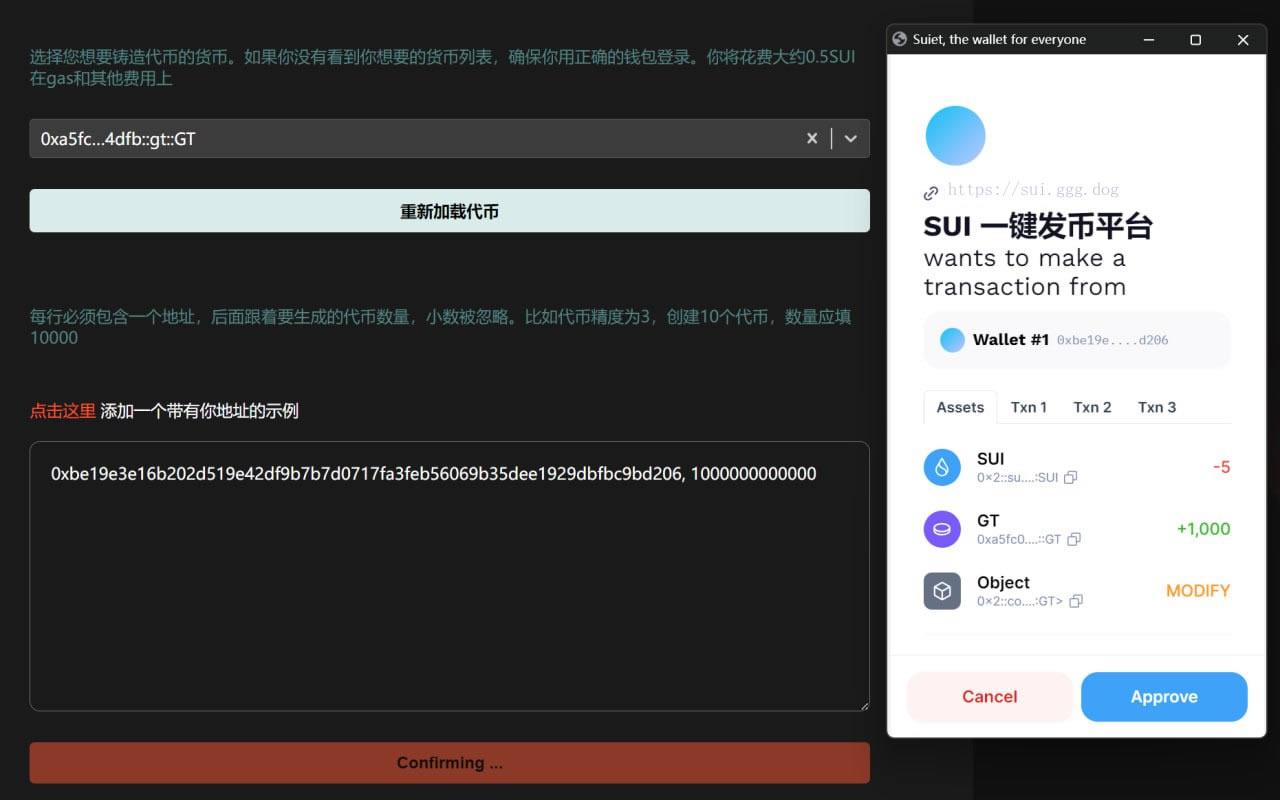 选择您想要铸造代币的货币。如果你没有看到你想要的货币列表，确保你用正确的钱包登录。你将花费大约0.5SUI
在gas和其他费用上
0xa5fc...4dfb::gt::GT
重新加载代币
每行必须包含一个地址，后面跟着要生成的代币数量，小数被忽略。比如代币精度为3，创建10个代币，数量应填
10000
点击这里 添加一个带有你地址的示例
0xbe19e3e16b202d519e42df9b7b7d0717fa3feb56069b35dee1929dbfbc9bd206, 1000000000000
Confirming ...
Suiet, the wallet for everyone
https://sui.ggg.dog
SUI 一键发币平台
wants to make a
transaction from
Wallet #1 0xbe19e....d206
Assets Txn 1 Txn 2 Txn 3
SUI
-5
0×2::su....:SUI
GT
+1,000
0xa5fc0....::GT
Object
MODIFY
0×2::co....:GT>
Cancel
Approve